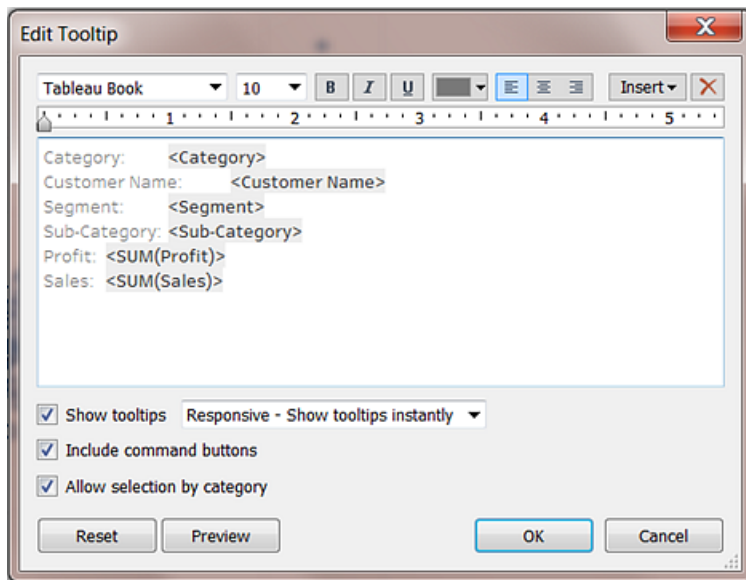 Edit Tooltip
Tableau Book 10 B I U Insert
1 2 3 4 5
Category: <Category>
Customer Name: <Customer Name>
Segment: <Segment>
Sub-Category: <Sub-Category>
Profit: <SUM(Profit)>
Sales: <SUM(Sales)>
Show tooltips Responsive - Show tooltips instantly
Include command buttons
Allow selection by category
Reset Preview OK Cancel